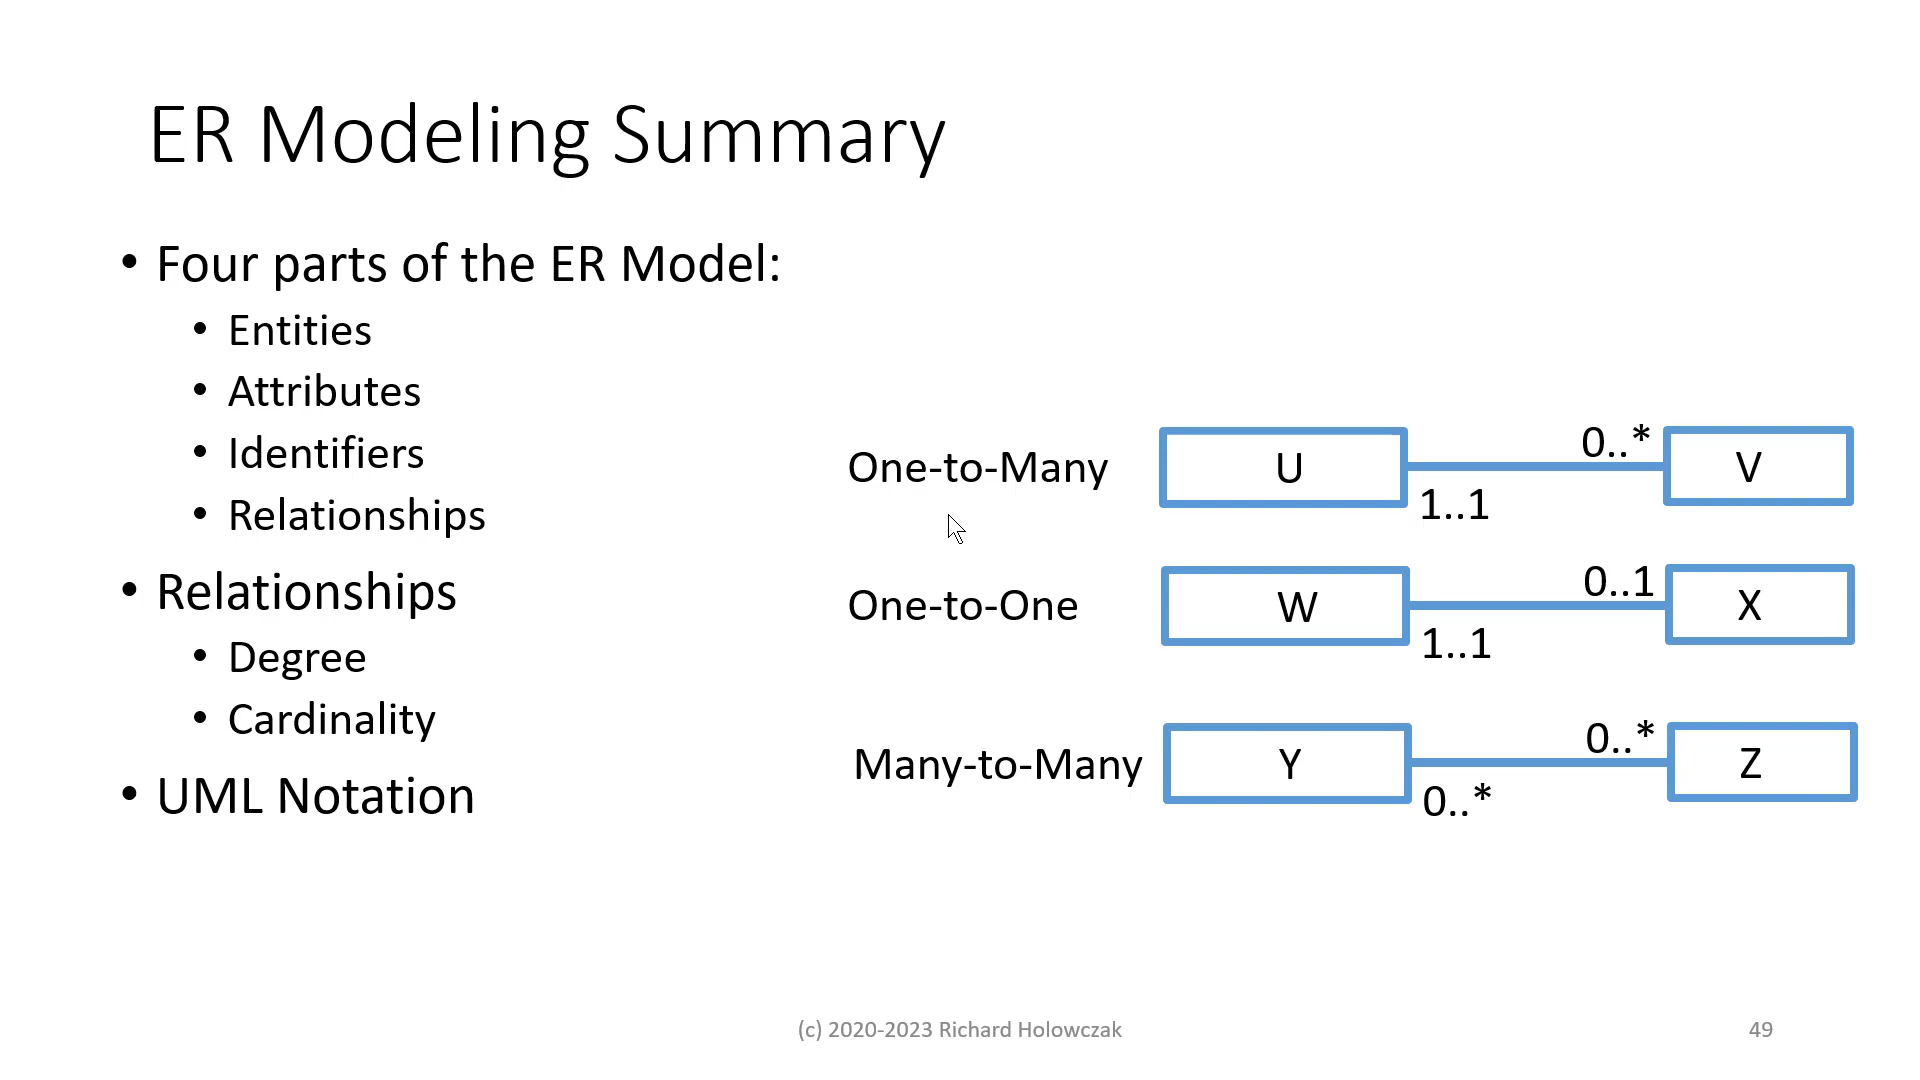 ER Modeling Summary
• Four parts of the ER Model:
• Entities
• Attributes
• Identifiers
• Relationships
• Relationships
• Degree
• Cardinality
• UML Notation
One-to-Many U 1..1 0..* V
One-to-One W 1..1 0..1 X
Many-to-Many Y 0..* 0..* Z
(c) 2020-2023 Richard Holowczak 49